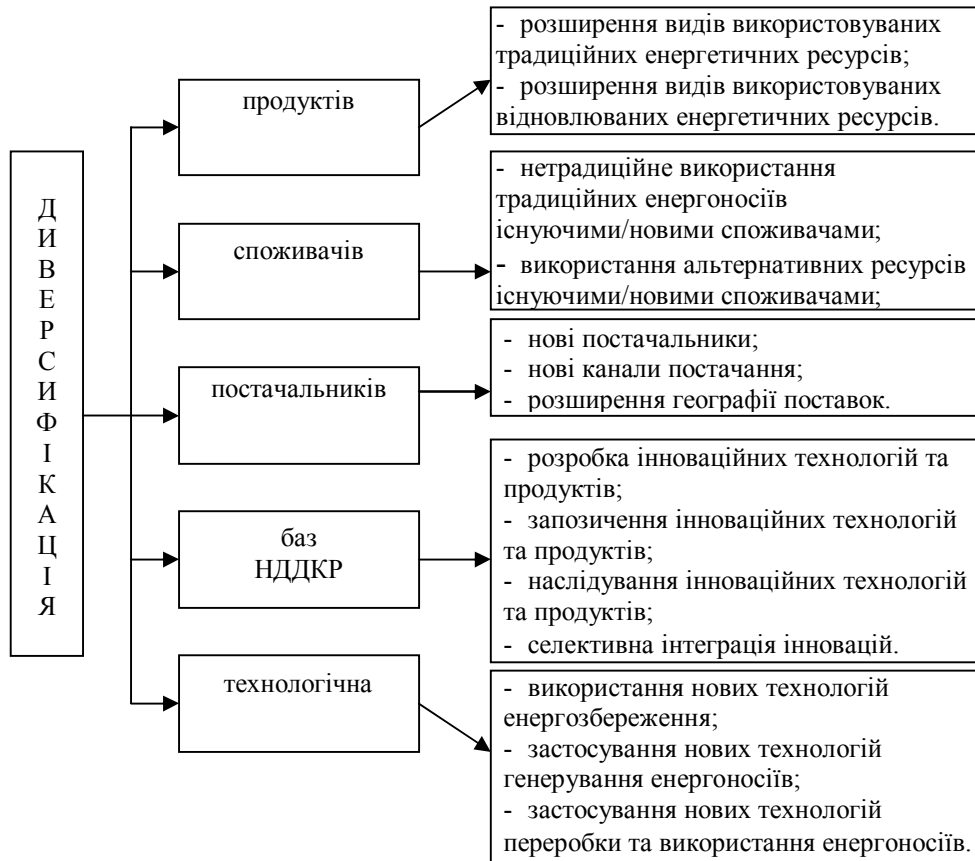 ДИВЕРСИФІКАЦІЯ
продуктів
- розширення видів використовуваних
традиційних енергетичних ресурсів;
- розширення видів використовуваних
відновлюваних енергетичних ресурсів.
споживачів
- нетрадиційне використання
традиційних енергоносіїв
існуючими/новими споживачами;
- використання альтернативних ресурсів
існуючими/новими споживачами;
постачальників
- нові постачальники;
- нові канали постачання;
- розширення географії поставок.
баз
НДДКР
- розробка інноваційних технологій та
продуктів;
- запозичення інноваційних технологій
та продуктів;
- наслідування інноваційних технологій
та продуктів;
- селективна інтеграція інновацій.
технологічна
- використання нових технологій
енергозбереження;
- застосування нових технологій
генерування енергоносіїв;
- застосування нових технологій
переробки та використання енергоносіїв.